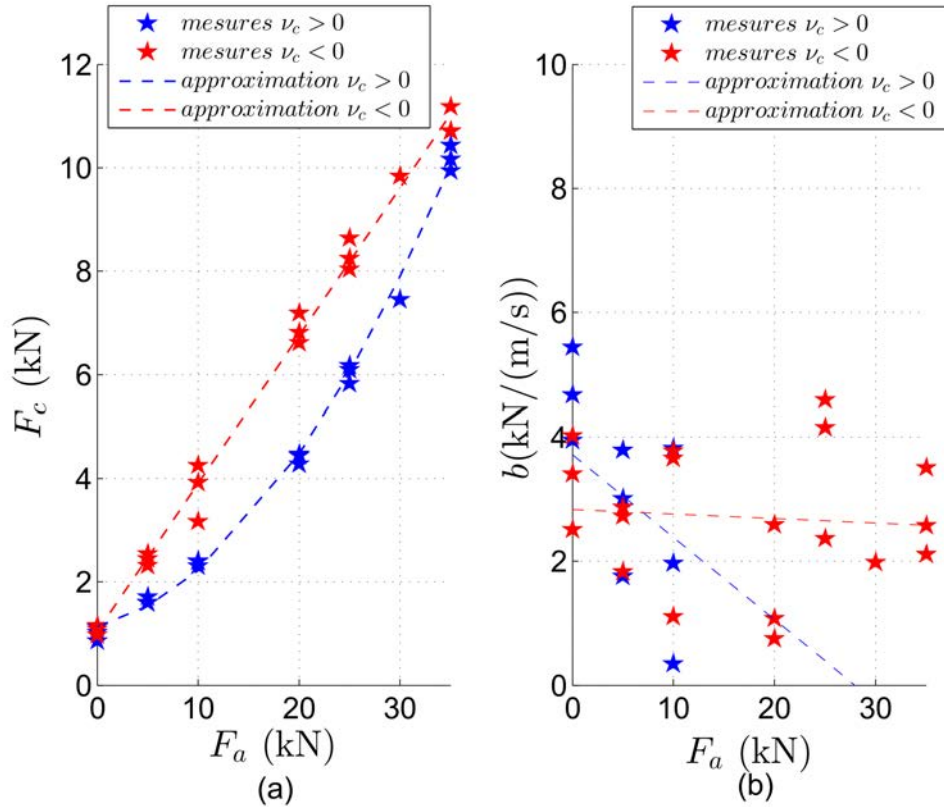 mesures ν_c > 0
mesures ν_c < 0
approximation ν_c > 0
approximation ν_c < 0
12
10
8
6
4
2
0
F_c (kN)
0 10 20 30
F_a (kN)
(a)
mesures ν_c > 0
mesures ν_c < 0
approximation ν_c > 0
approximation ν_c < 0
10
8
6
4
2
0
b(kN/(m/s))
0 10 20 30
F_a (kN)
(b)